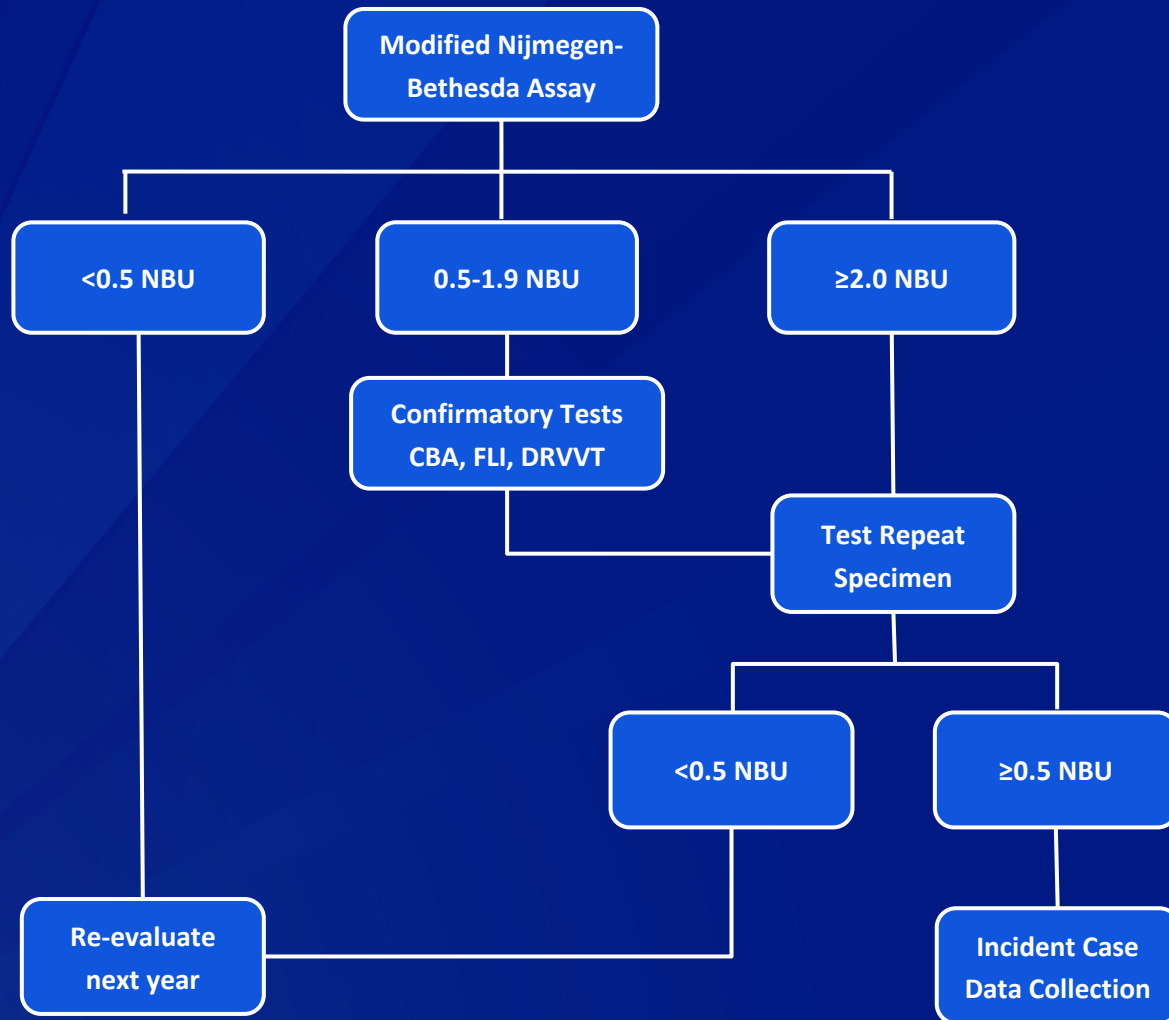 Modified Nijmegen-
Bethesda Assay
<0.5 NBU
0.5-1.9 NBU
≥2.0 NBU
Confirmatory Tests
CBA, FLI, DRVVT
Test Repeat
Specimen
<0.5 NBU
≥0.5 NBU
Re-evaluate
next year
Incident Case
Data Collection